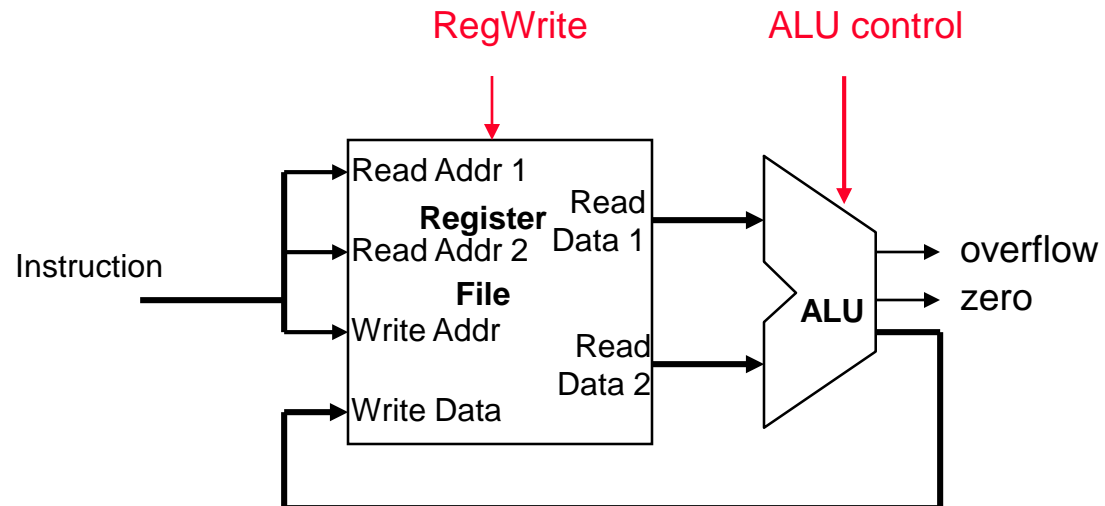 RegWrite
ALU control
Read Addr 1
Register
Read
Data 1
Read Addr 2
Instruction
File
overflow
zero
ALU
Write Addr
Read
Data 2
Write Data